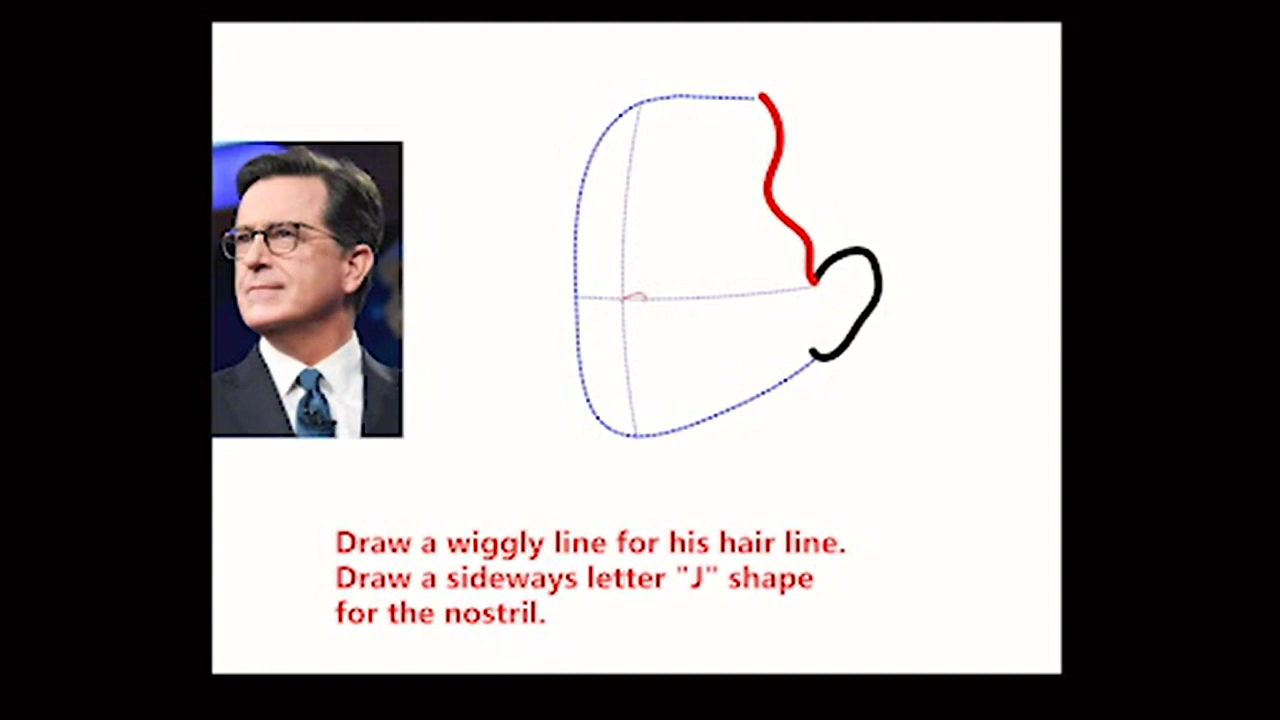 Draw a wiggly line for his hair line.
Draw a sideways letter "J" shape
for the nostril.